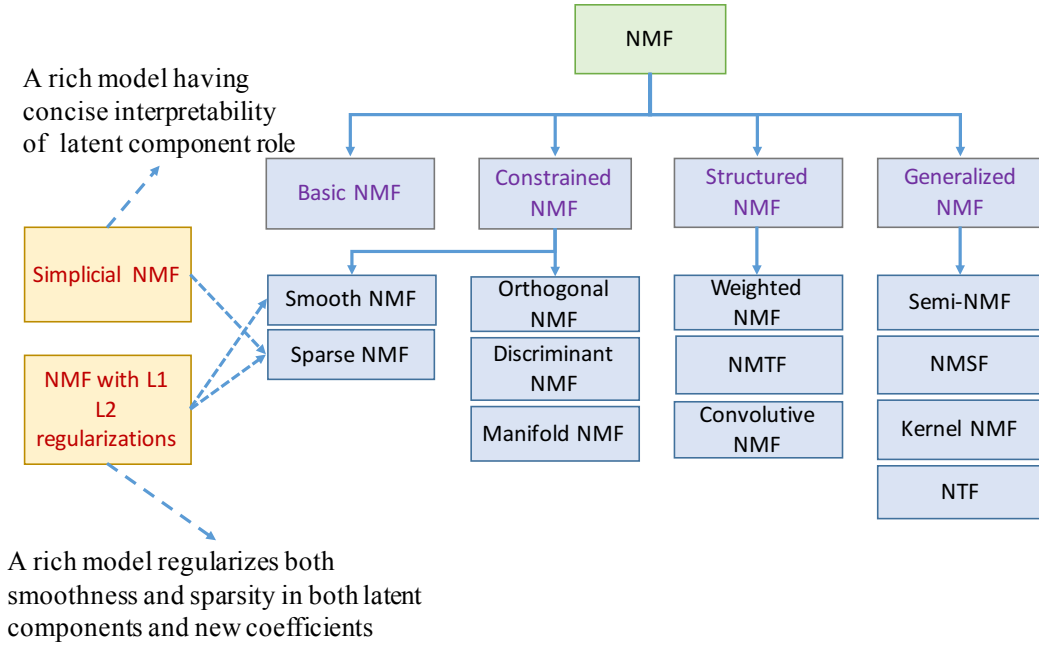 NMF
A rich model having
concise interpretability
of latent component role
Basic NMF
Constrained
NMF
Structured
NMF
Generalized
NMF
Simplicial NMF
NMF with L1
L2
regularizations
Smooth NMF
Sparse NMF
Orthogonal
NMF
Discriminant
NMF
Manifold NMF
Weighted
NMF
NMTF
Convolutive
NMF
Semi-NMF
NMSF
Kernel NMF
NTF
A rich model regularizes both
smoothness and sparsity in both latent
components and new coefficients